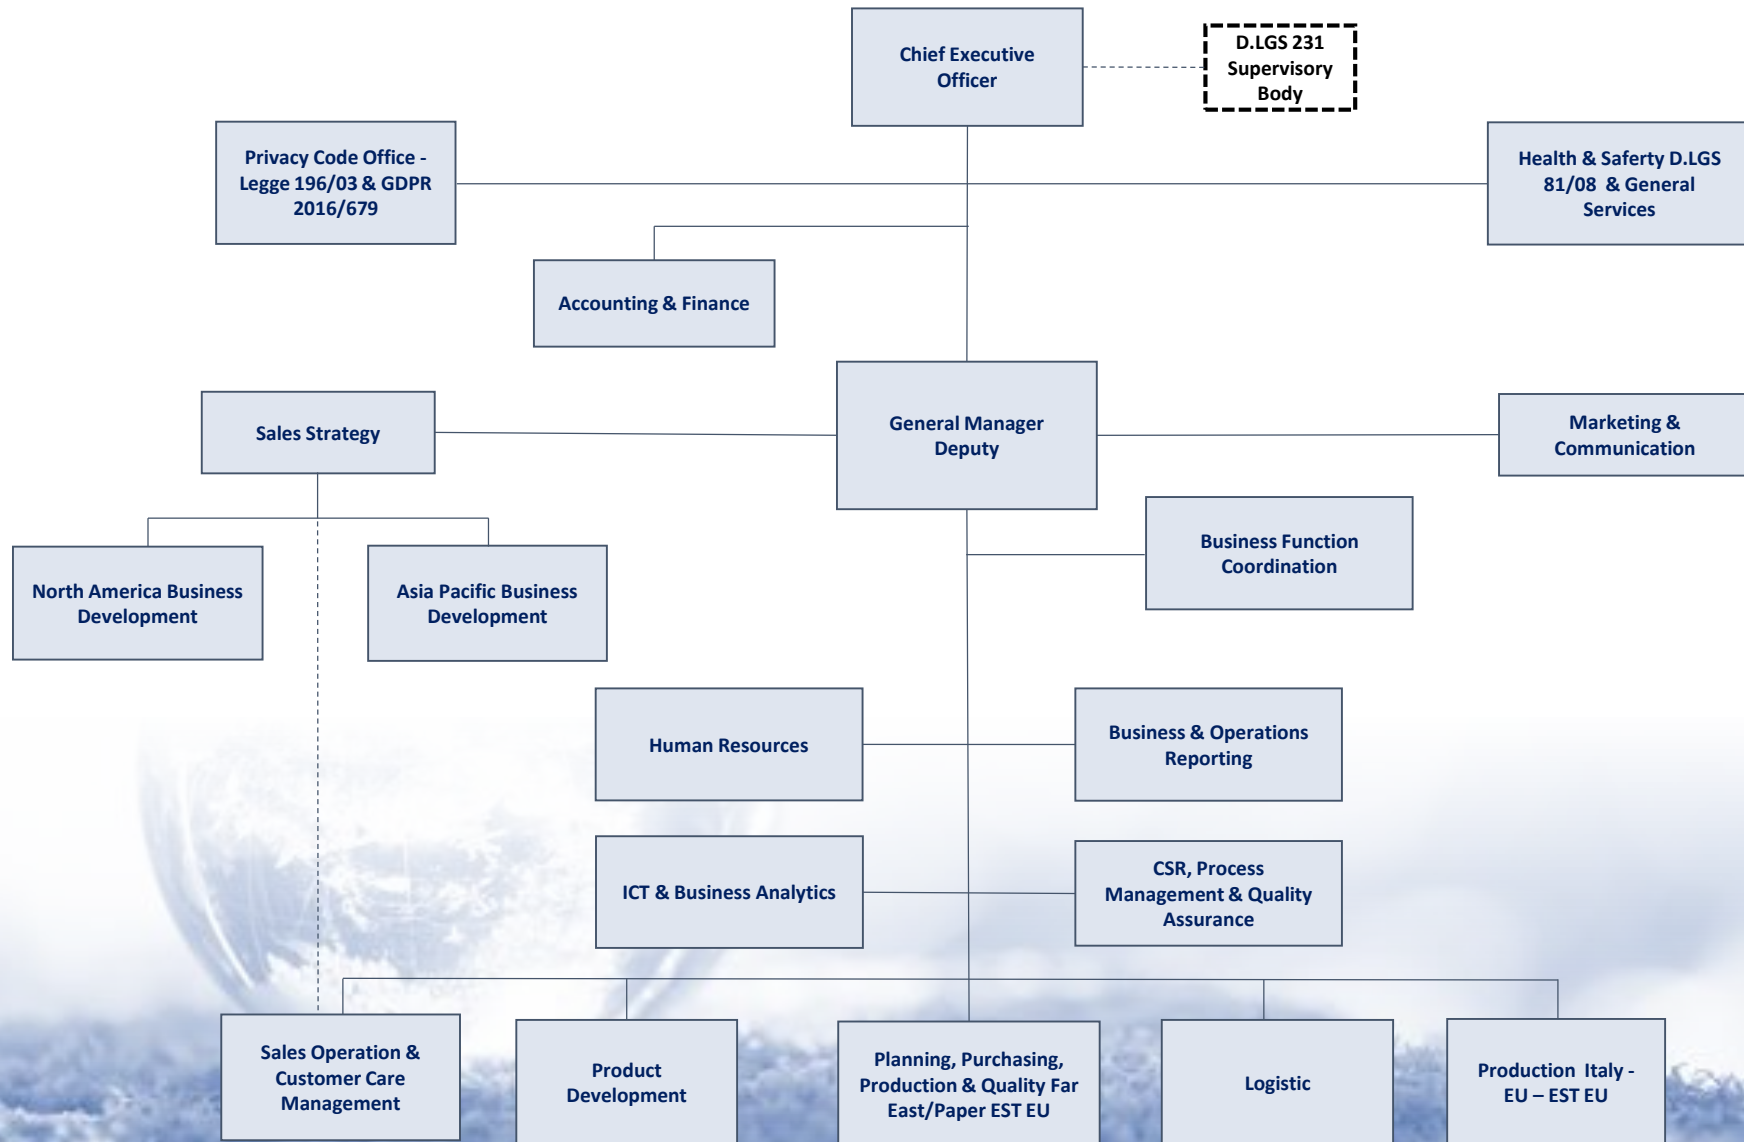 Chief Executive
Officer
D.LGS 231
Supervisory
Body
Privacy Code Office -
Legge 196/03 & GDPR
2016/679
Health & Saferty D.LGS
81/08 & General
Services
Accounting & Finance
Sales Strategy
General Manager
Deputy
Marketing &
Communication
Business Function
Coordination
North America Business
Development
Asia Pacific Business
Development
Human Resources
Business & Operations
Reporting
ICT & Business Analytics
CSR, Process
Management & Quality
Assurance
Sales Operation &
Customer Care
Management
Product
Development
Planning, Purchasing,
Production & Quality Far
East/Paper EST EU
Logistic
Production Italy -
EU – EST EU